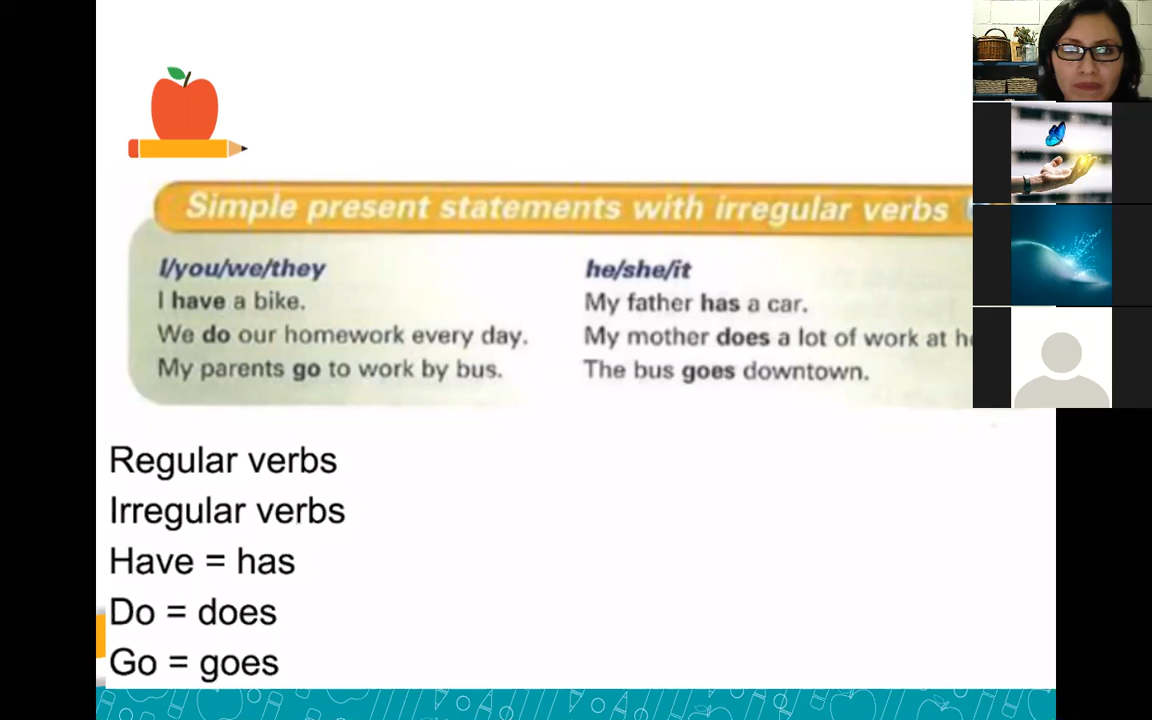 Simple present statements with irregular verbs
I/you/we/they
I have a bike.
We do our homework every day.
My parents go to work by bus.
he/she/it
My father has a car.
My mother does a lot of work at
The bus goes downtown.
Regular verbs
Irregular verbs
Have = has
Do = does
Go = goes